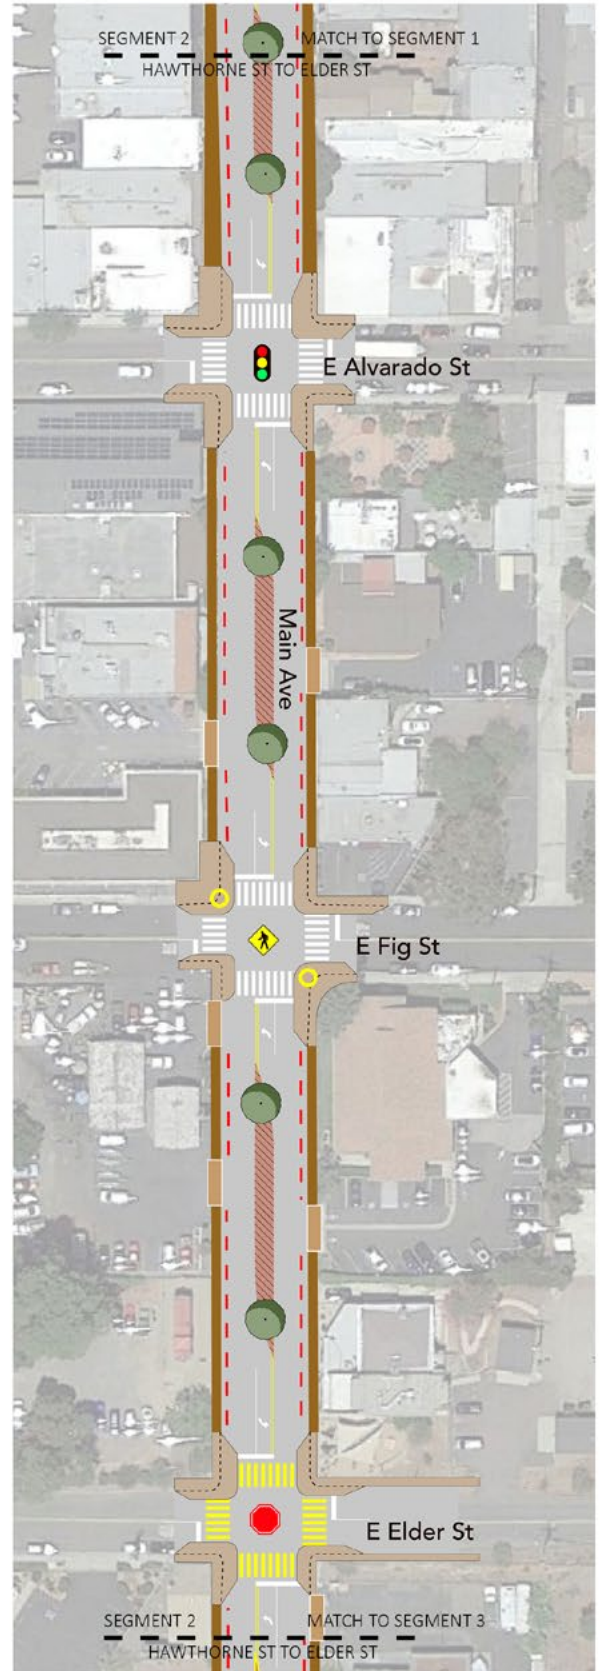 SEGMENT 2 MATCH TO SEGMENT 1
HAWTHORNE ST TO ELDER ST
E Alvarado St
Main Ave
E Fig St
E Elder St
SEGMENT 2 MATCH TO SEGMENT 3
HAWTHORNE ST TO ELDER ST